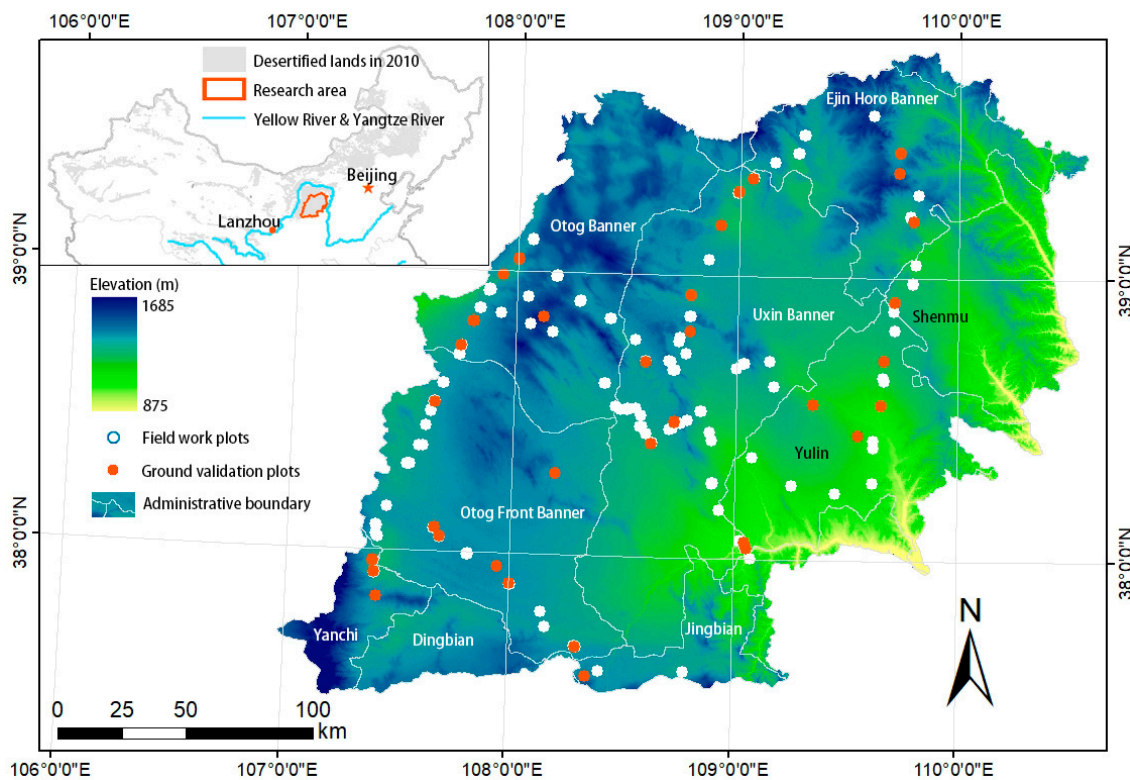 106°0'0"E 107°0'0"E 108°0'0"E 109°0'0"E 110°0'0"E
Desertified lands in 2010
Research area
Yellow River & Yangtze River
Beijing
Lanzhou
Ejin Horo Banner
Otog Banner
39°0'0"N
39°0'0"N
Elevation (m)
1685
875
Uxin Banner
Shenmu
Field work plots
Ground validation plots
Administrative boundary
Yulin
Otog Front Banner
38°0'0"N
38°0'0"N
Yanchi
Dingbian
Jingbian
N
0 25 50 100
km
106°0'0"E 107°0'0"E 108°0'0"E 109°0'0"E 110°0'0"E